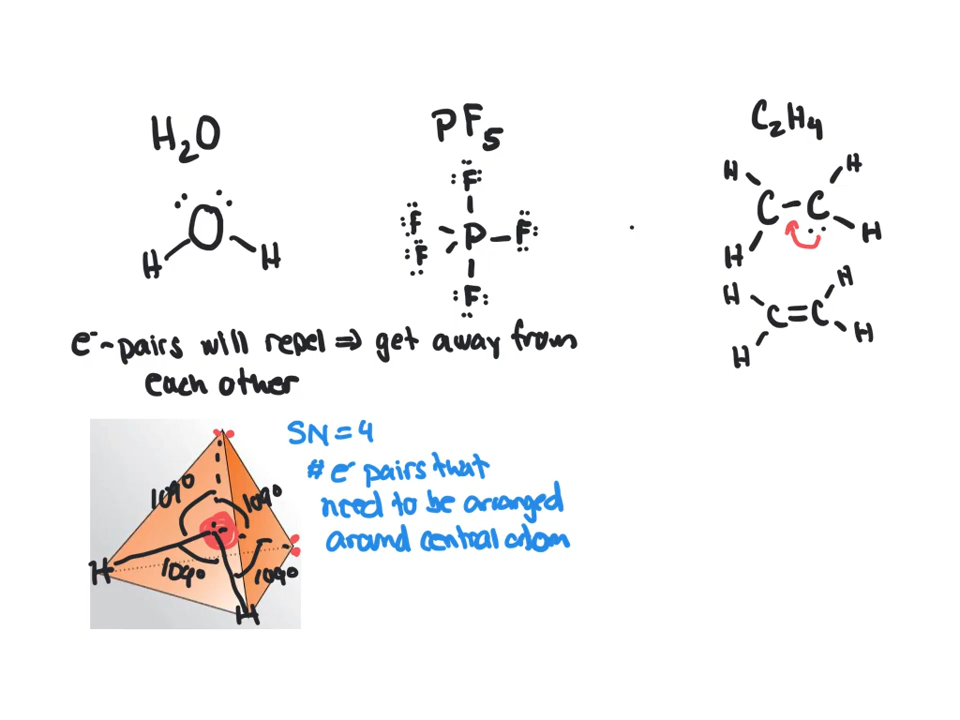 H₂O
PF₅
C₂H₄
H
H
F
C-C
F
P-F
O
H
F
H
H
H
F
H
H
C=C
H
H
e⁻-pairs will repel ⇒ get away from
each other
SN=4
# e⁻ pairs that
need to be arranged
around central atom
109°
109°
H
109°
109°
H